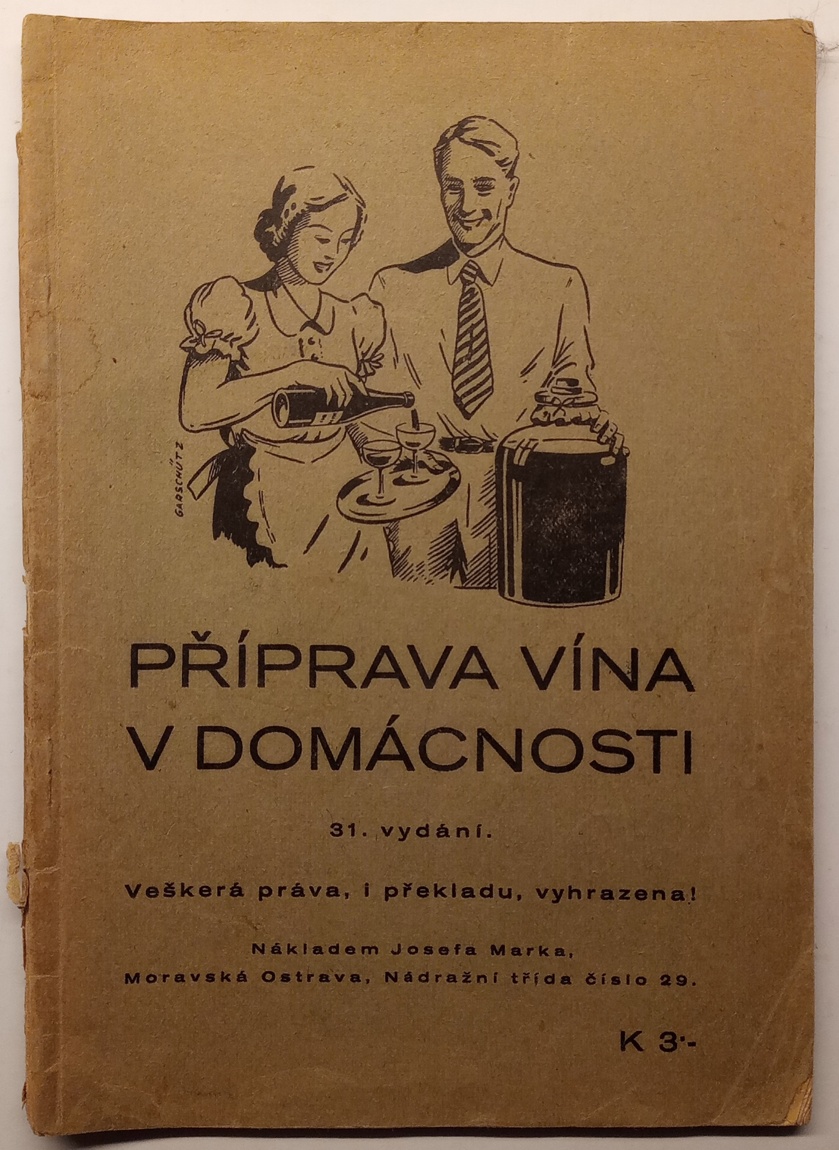 GARSCHÜTZ
PŘÍPRAVA VÍNA
V DOMÁCNOSTI
31. vydání.
Veškerá práva, i překladu, vyhrazena!
Nákladem Josefa Marka,
Moravská Ostrava, Nádražní třída číslo 29.
K 3·-